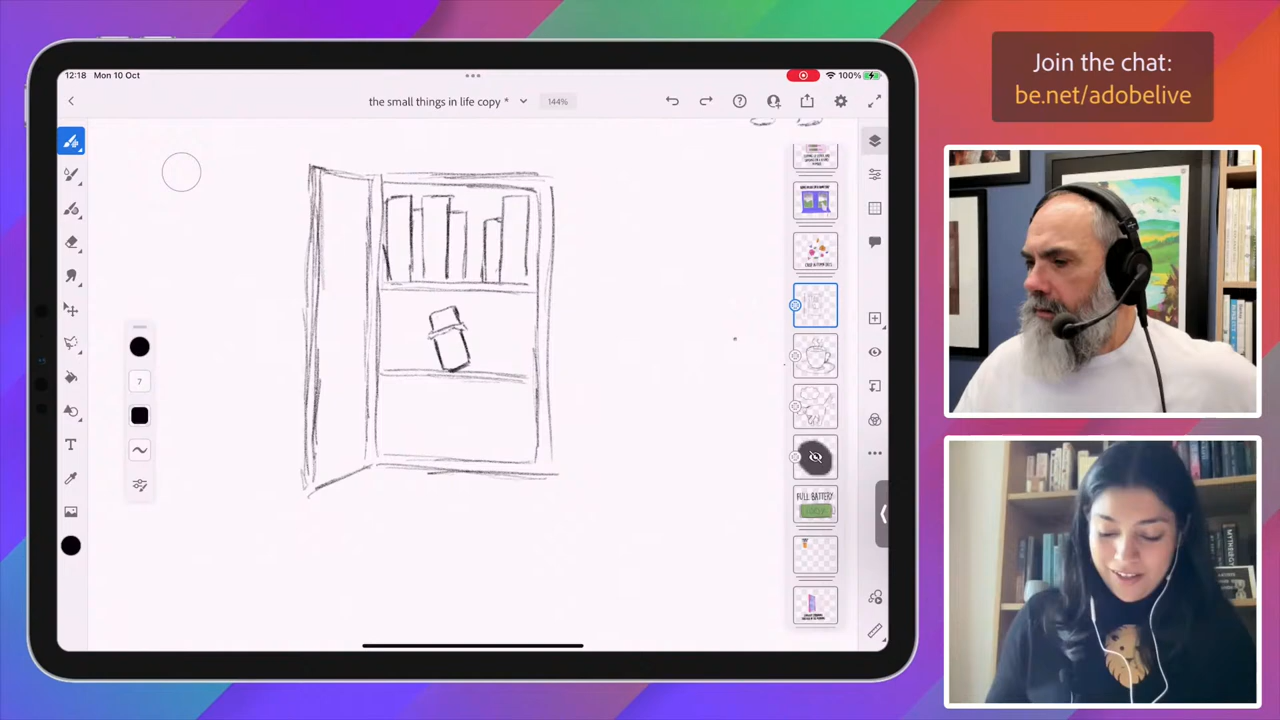 12:18 Mon 10 Oct
100%
the small things in life copy *
144%
7
T
FULL BATTERY
Join the chat:
be.net/adobelive
MYTHOLOGY